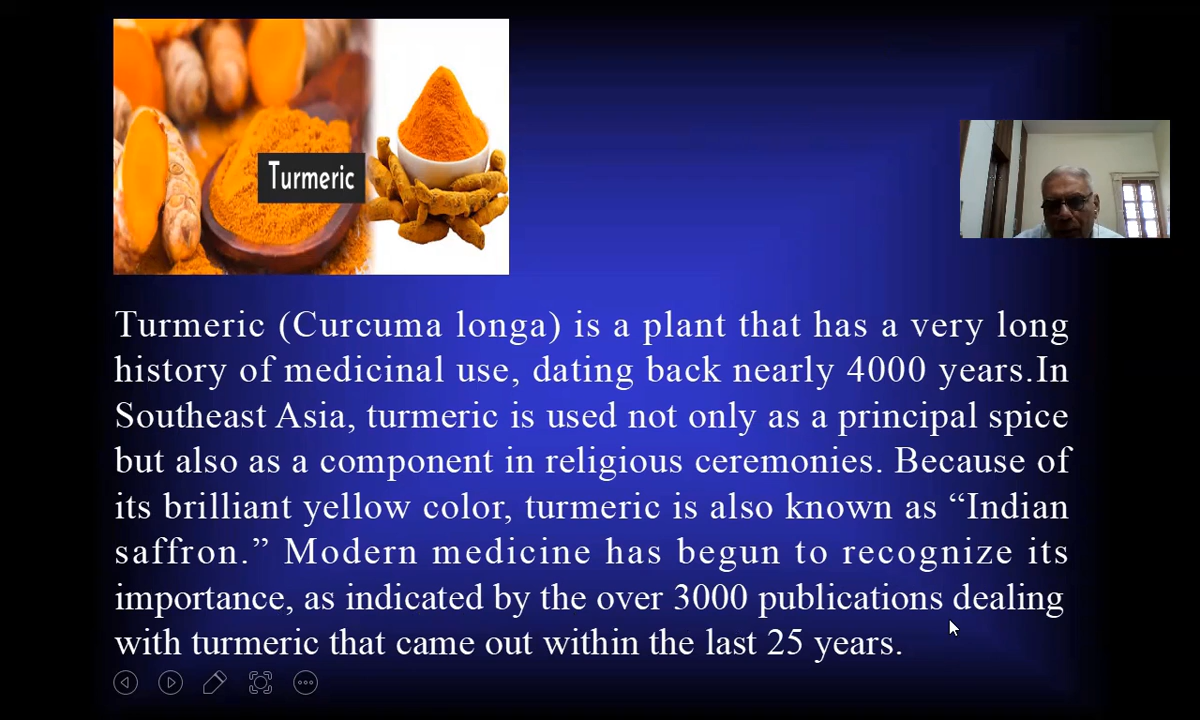 Turmeric
Turmeric (Curcuma longa) is a plant that has a very long
history of medicinal use, dating back nearly 4000 years.In
Southeast Asia, turmeric is used not only as a principal spice
but also as a component in religious ceremonies. Because of
its brilliant yellow color, turmeric is also known as “Indian
saffron.” Modern medicine has begun to recognize its
importance, as indicated by the over 3000 publications dealing
with turmeric that came out within the last 25 years.